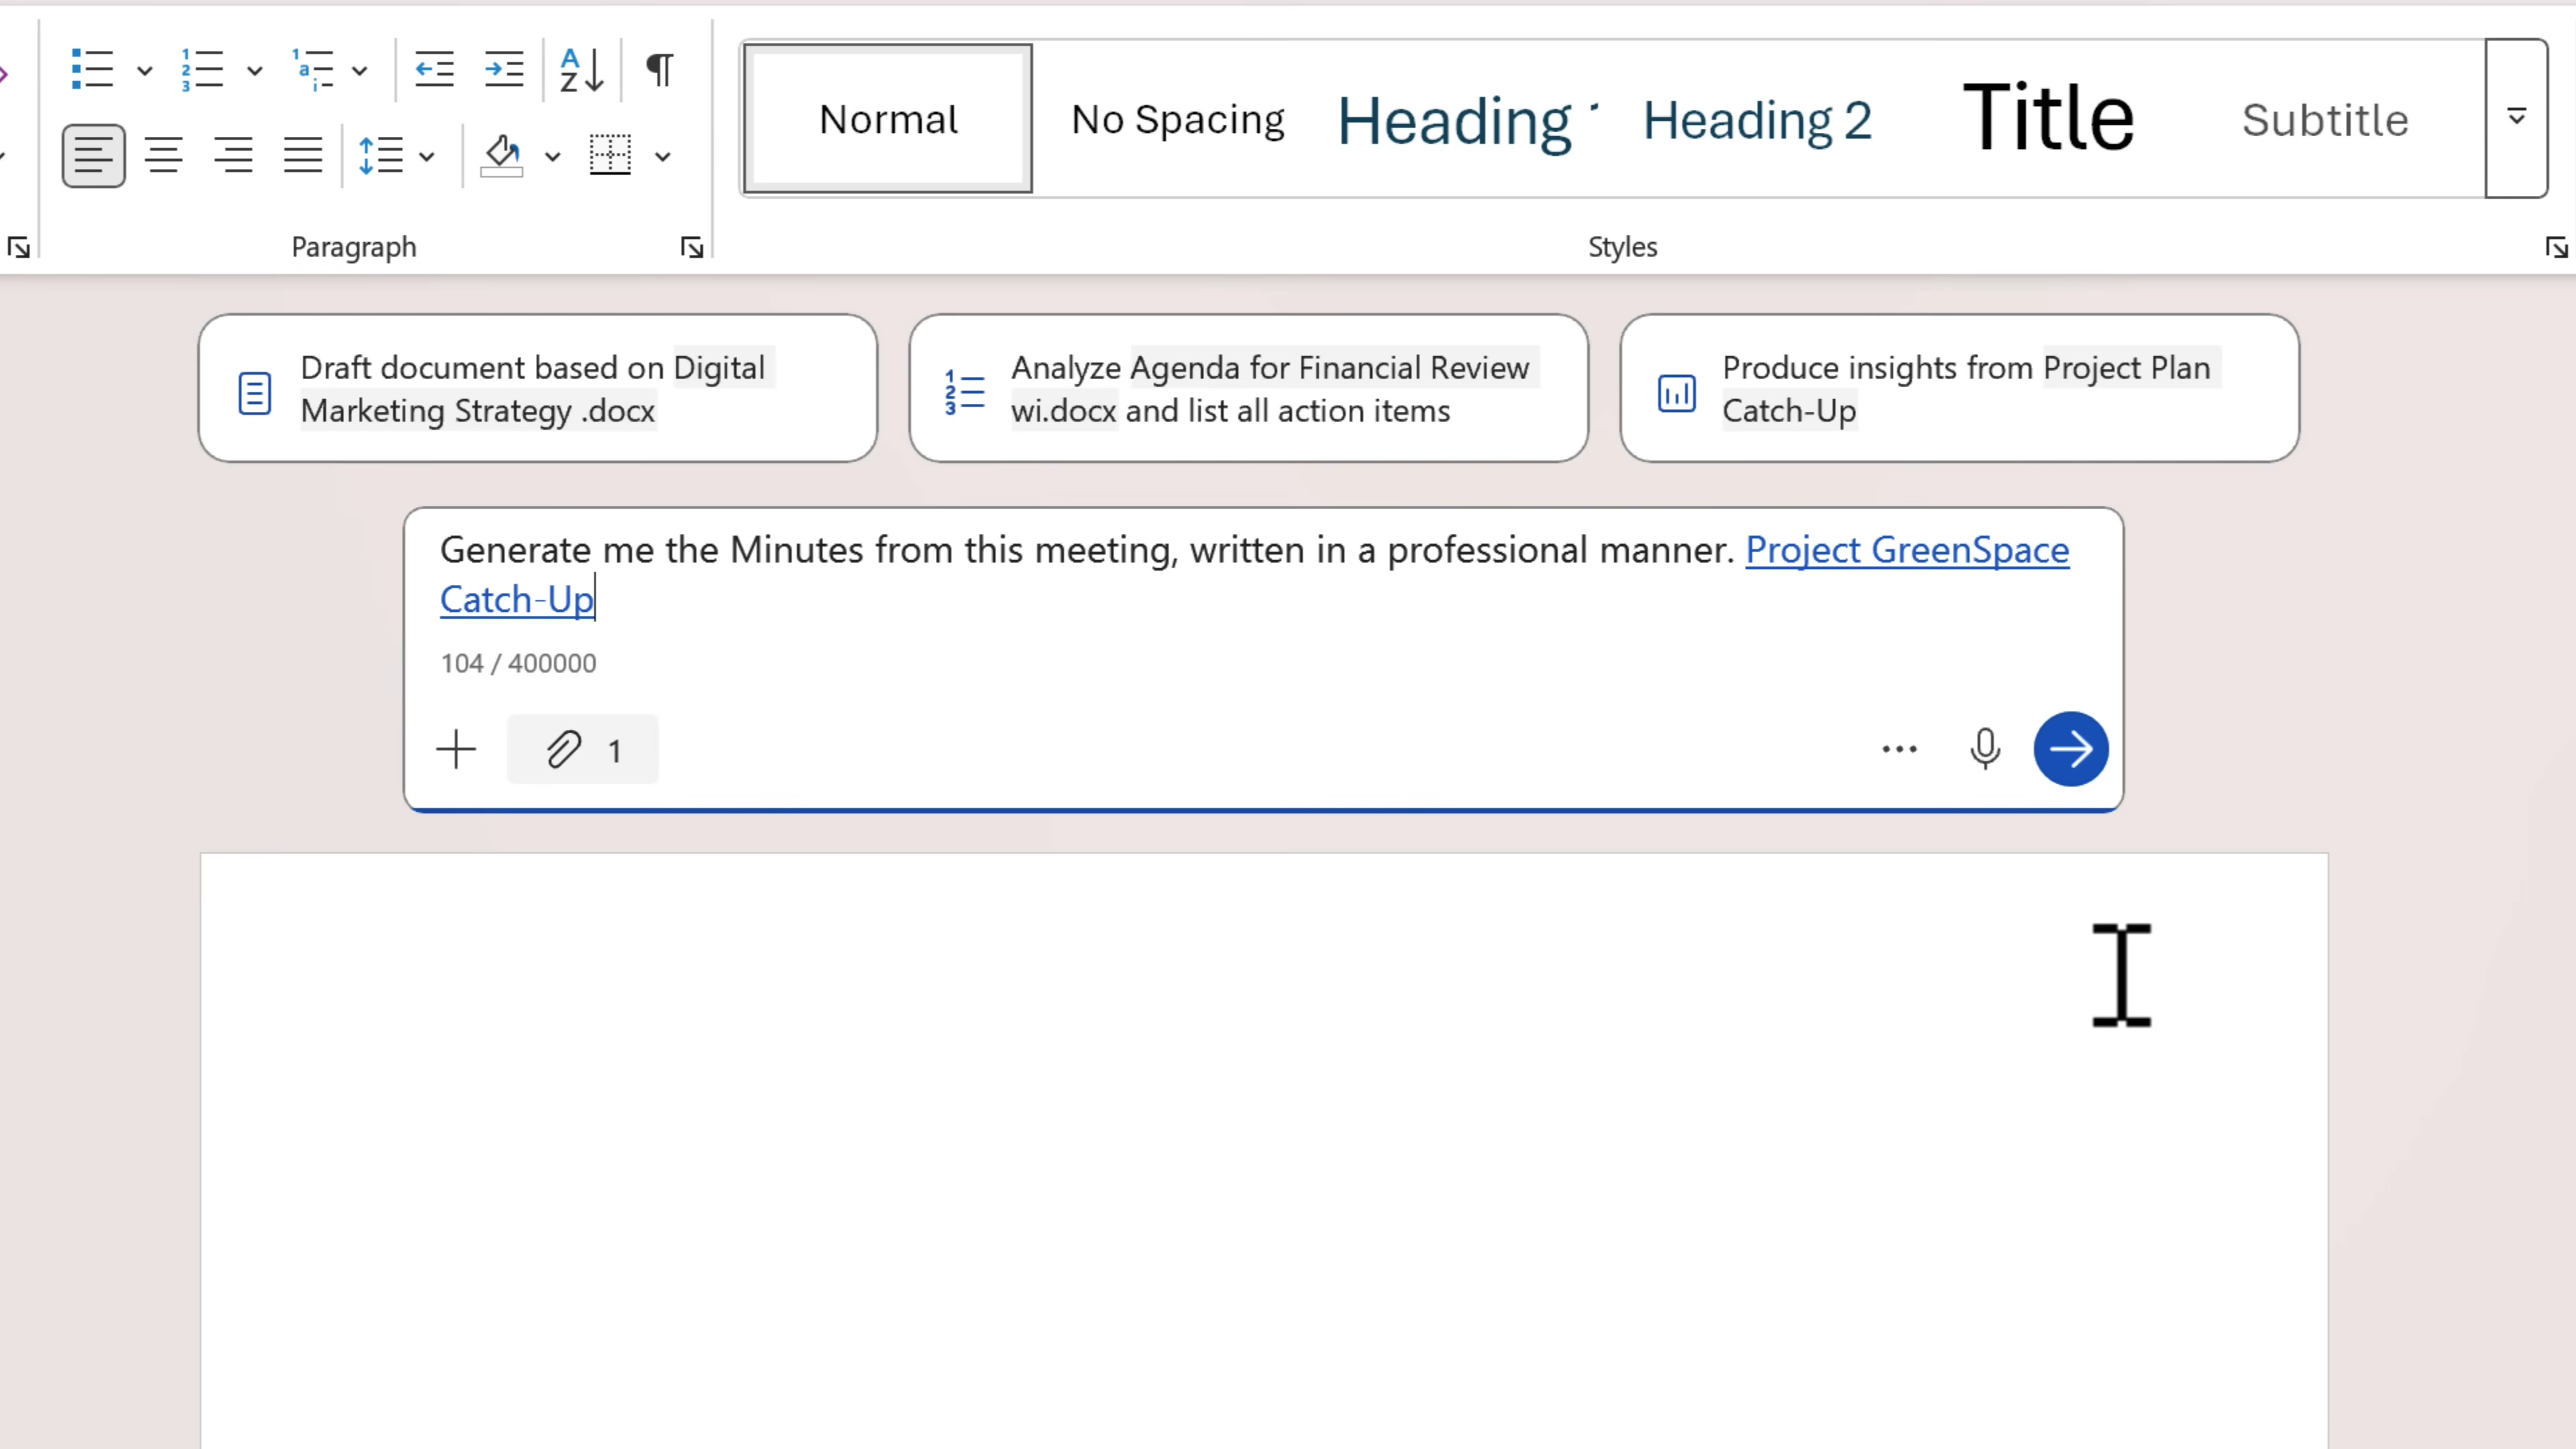 Normal
No Spacing
Heading 1
Heading 2
Title
Subtitle
Paragraph
Styles
Draft document based on Digital
Marketing Strategy .docx
Analyze Agenda for Financial Review
wi.docx and list all action items
Produce insights from Project Plan
Catch-Up
Generate me the Minutes from this meeting, written in a professional manner. Project GreenSpace
Catch-Up
104 / 400000
1